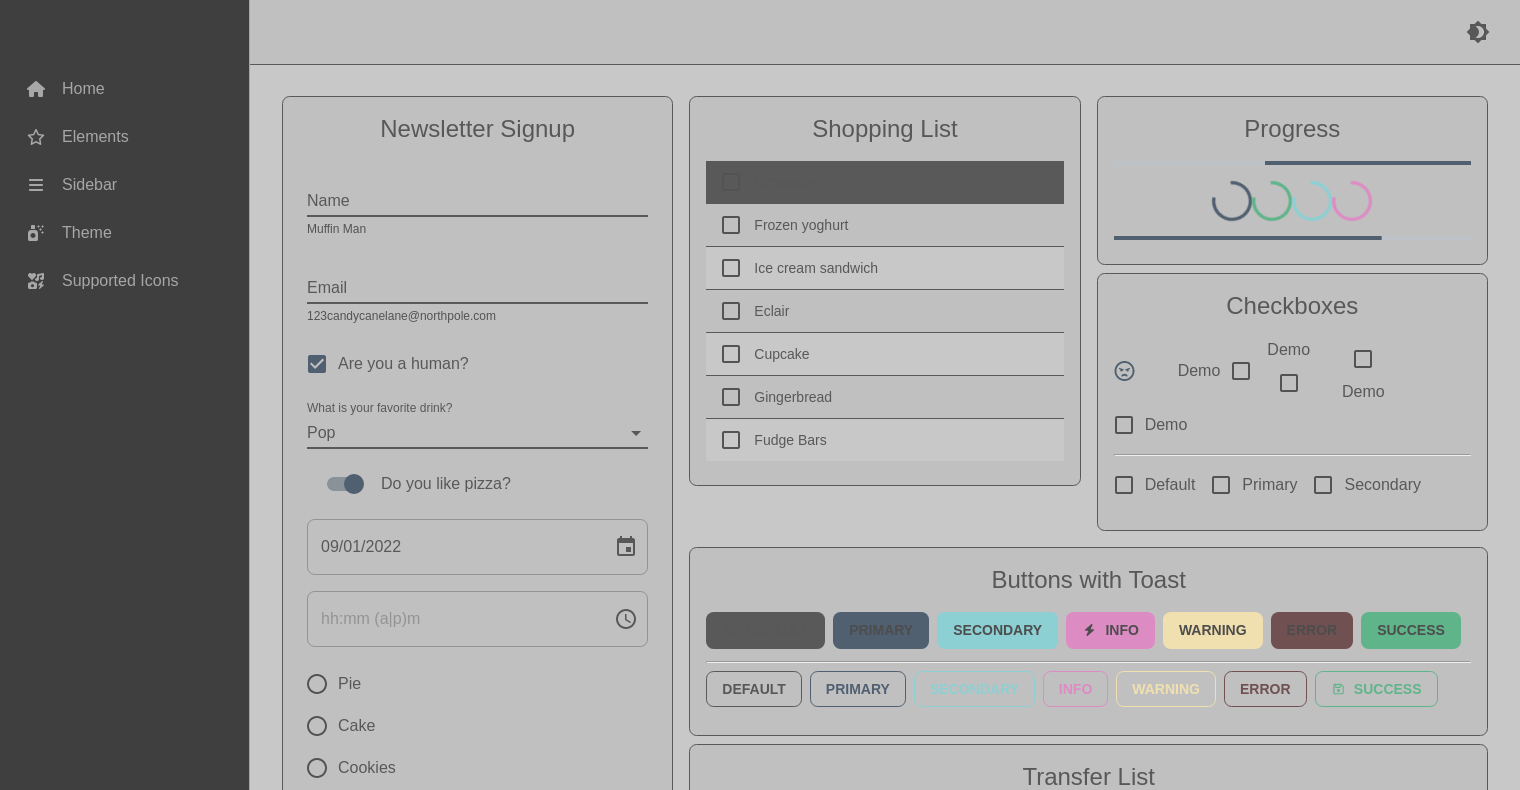 Home
Elements
Sidebar
Theme
Supported Icons
Newsletter Signup
Name
Muffin Man
Email
123candycanelane@northpole.com
Are you a human?
What is your favorite drink?
Pop
Do you like pizza?
09/01/2022
hh:mm (a|p)m
Pie
Cake
Cookies
Shopping List
Frozen yoghurt
Ice cream sandwich
Eclair
Cupcake
Gingerbread
Fudge Bars
Progress
Checkboxes
Demo
Demo
Demo
Demo
Default Primary Secondary
Buttons with Toast
PRIMARY SECONDARY INFO WARNING ERROR SUCCESS
DEFAULT PRIMARY SECONDARY INFO WARNING ERROR SUCCESS
Transfer List